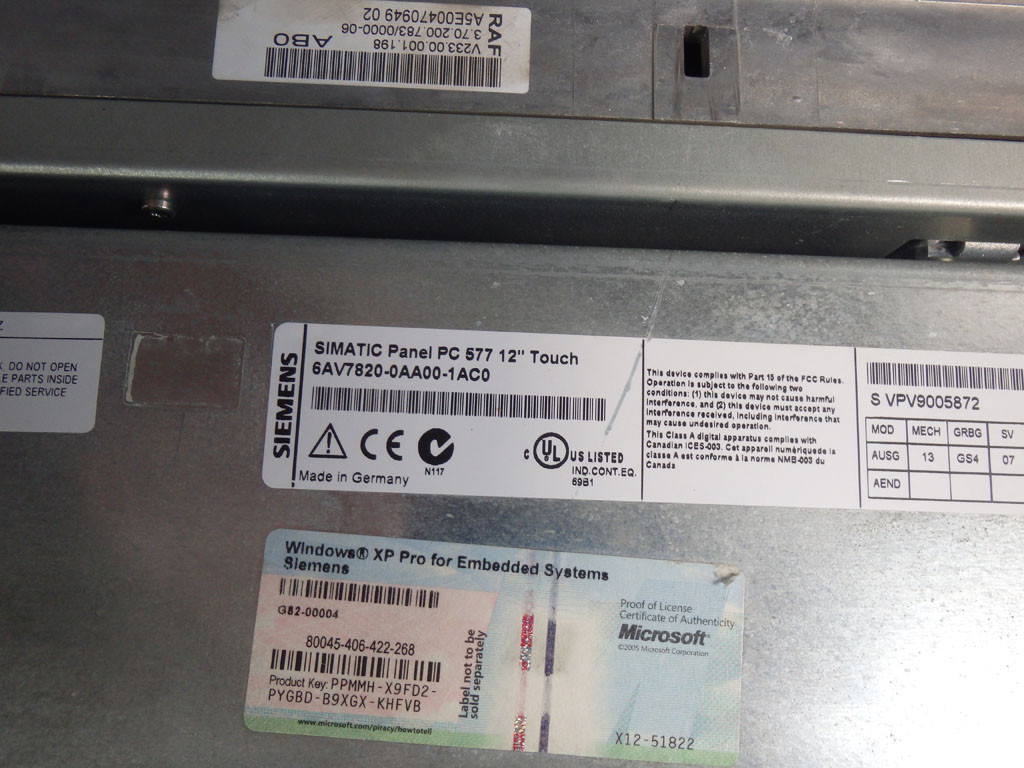 RAF
A5E00470949 02
3.70.200.783/0000-06
V233.00.001.198
ABO
Z
DO NOT OPEN
E PARTS INSIDE
FIED SERVICE
SIEMENS
SIMATIC Panel PC 577 12" Touch
6AV7820-0AA00-1AC0
CE
N117
C UL US LISTED
IND.CONT.EQ.
69B1
Made in Germany
This device complies with Part 15 of the FCC Rules.
Operation is subject to the following two
conditions: (1) this device may not cause harmful
interference, and (2) this device must accept any
interference received, including interference that
may cause undesired operation.
This Class A digital apparatus complies with
Canadian ICES-003. Cet appareil numériquede la
classe A est conforme à la norme NMB-003 du
Canada
S VPV9005872
MOD MECH GRBG SV
AUSG 13 GS4 07
AEND
Windows® XP Pro for Embedded Systems
Siemens
G82-00004
80045-406-422-268
Product Key: PPMMH-X9FD2-
PYGBD-B9XGX-KHFVB
www.microsoft.com/piracy/howtotell
Label not to be
sold separately
Proof of License
Certificate of Authenticity
Microsoft®
©2005 Microsoft Corporation
X12-51822